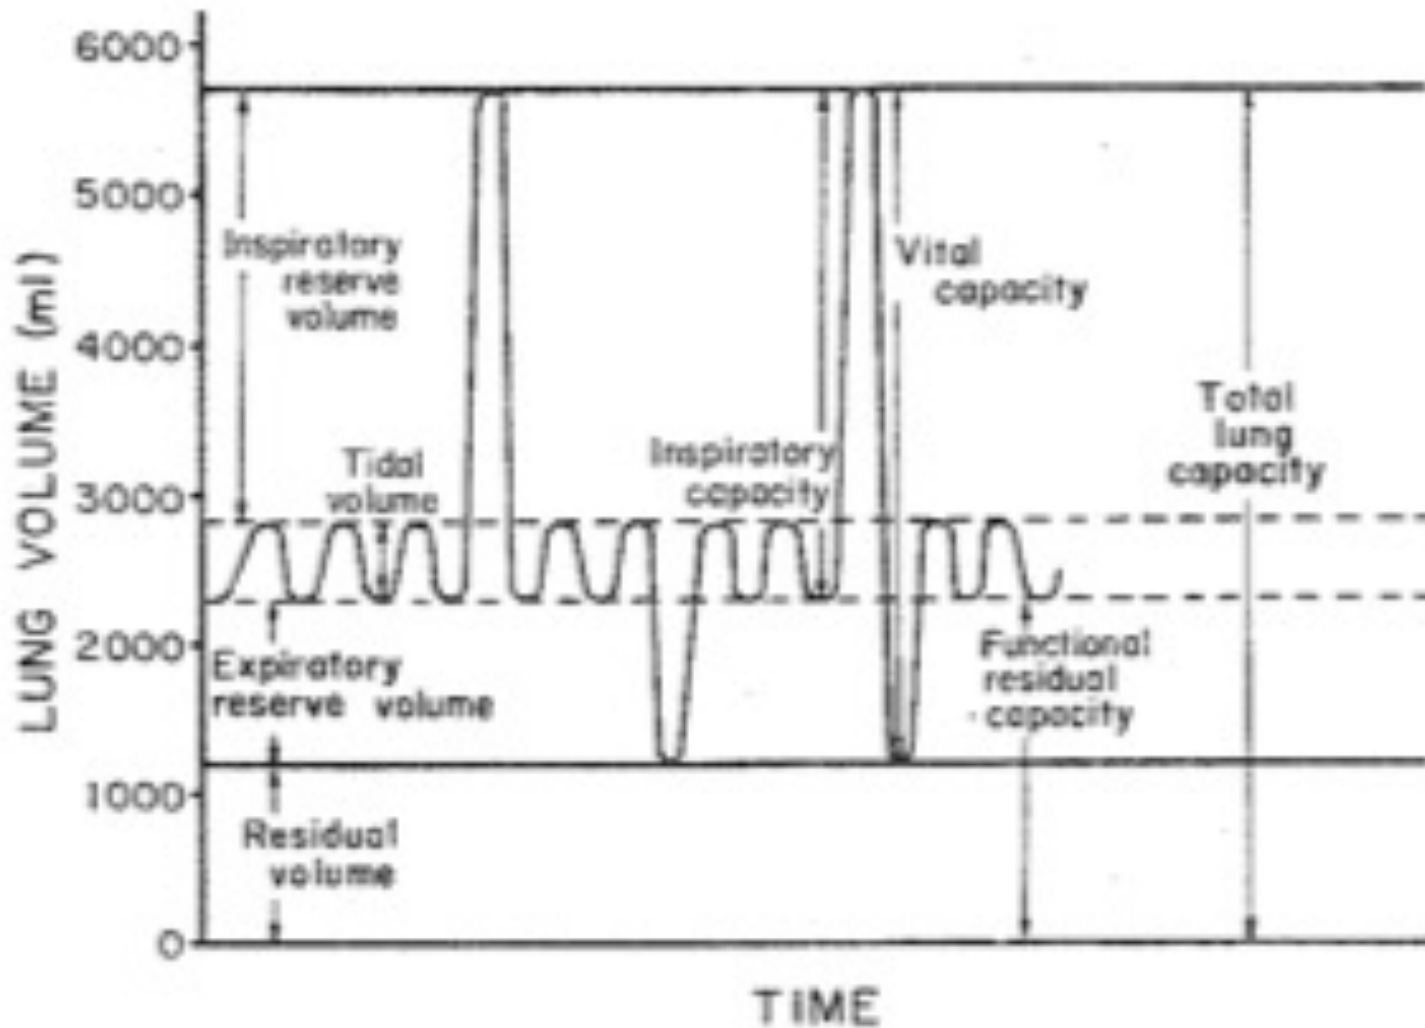 6000
5000
4000
3000
2000
1000
0
LUNG VOLUME (ml)
Inspiratory
reserve
volume
Tidal
volume
Inspiratory
capacity
Vital
capacity
Total
lung
capacity
Expiratory
reserve volume
Functional
residual
capacity
Residual
volume
TIME